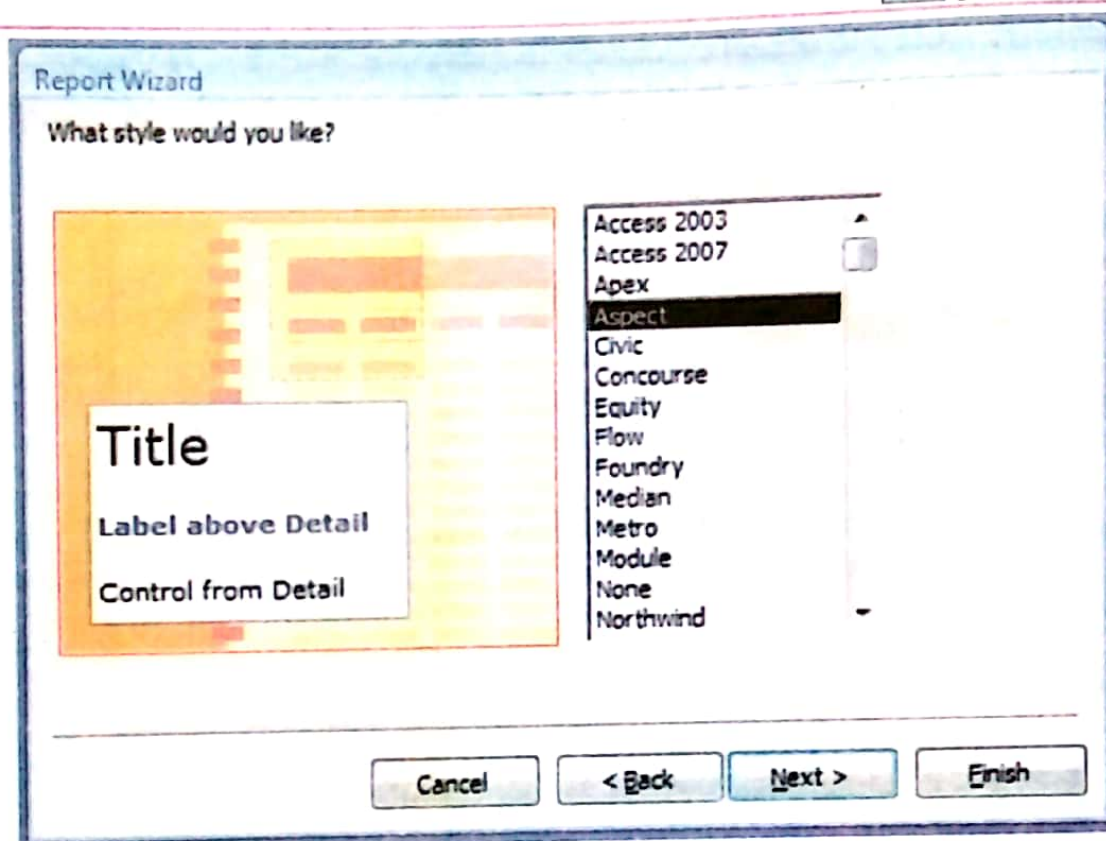 Report Wizard
What style would you like?
Title
Label above Detail
Control from Detail
Access 2003
Access 2007
Apex
Aspect
Civic
Concourse
Equity
Flow
Foundry
Median
Metro
Module
None
Northwind
Cancel
< Back
Next >
Finish